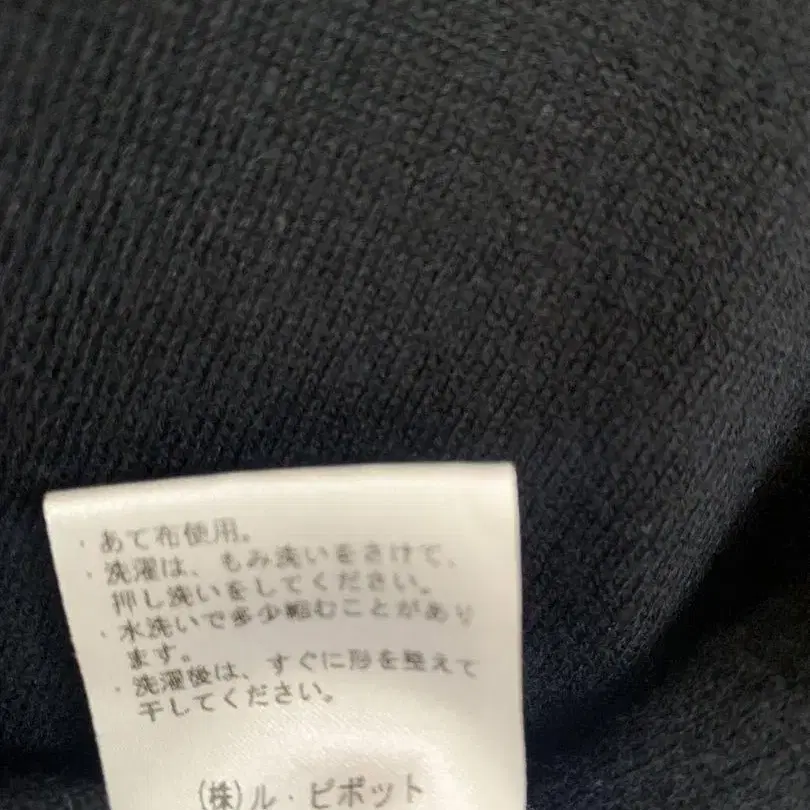 ・あて布使用。
・洗濯は、もみ洗いをさけて、
押し洗いをしてください。
・水洗いで多少縮むことがあり
ます。
・洗濯後は、すぐに形を整えて
干してください。
(株)ル・ピボット